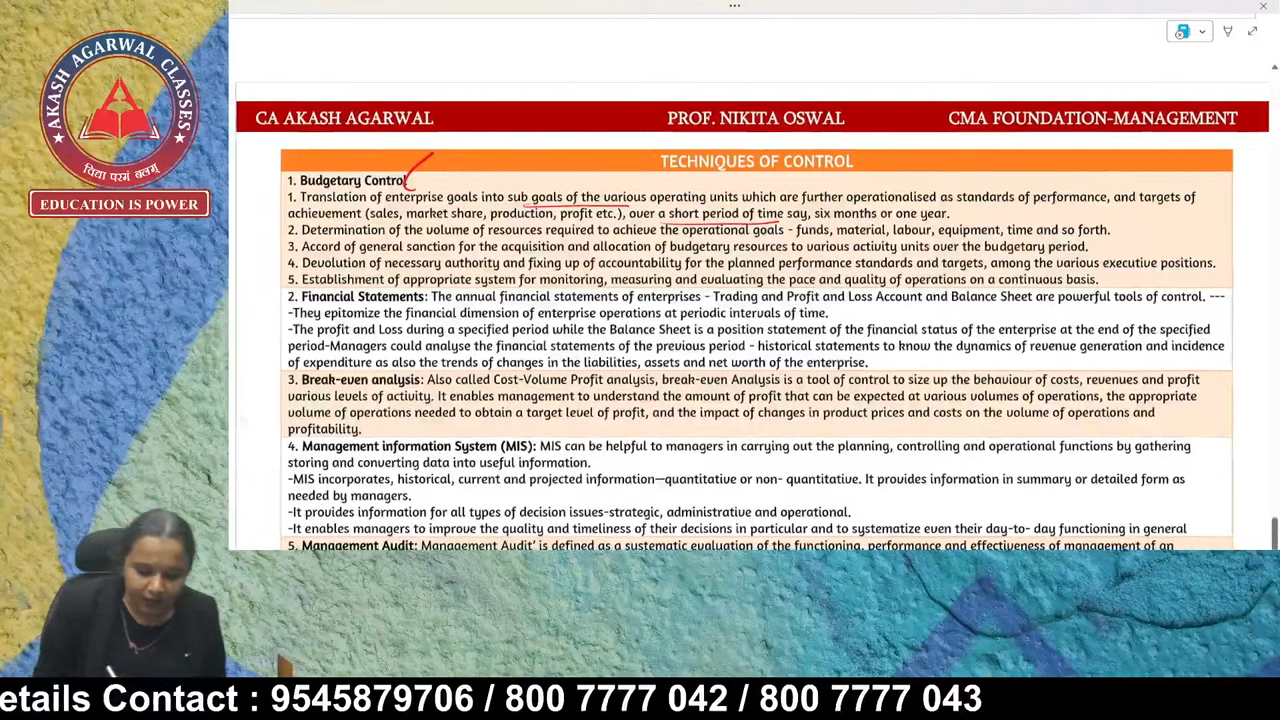 AKASH AGARWAL CLASSES
विद्या परमं बलम्
EDUCATION IS POWER
CA AKASH AGARWAL PROF. NIKITA OSWAL CMA FOUNDATION-MANAGEMENT
TECHNIQUES OF CONTROL
1. Budgetary Control
1. Translation of enterprise goals into sub goals of the various operating units which are further operationalised as standards of performance, and targets of
achievement (sales, market share, production, profit etc.), over a short period of time say, six months or one year.
2. Determination of the volume of resources required to achieve the operational goals - funds, material, labour, equipment, time and so forth.
3. Accord of general sanction for the acquisition and allocation of budgetary resources to various activity units over the budgetary period.
4. Devolution of necessary authority and fixing up of accountability for the planned performance standards and targets, among the various executive positions.
5. Establishment of appropriate system for monitoring, measuring and evaluating the pace and quality of operations on a continuous basis.
2. Financial Statements: The annual financial statements of enterprises - Trading and Profit and Loss Account and Balance Sheet are powerful tools of control. ---
-They epitomize the financial dimension of enterprise operations at periodic intervals of time.
-The profit and Loss during a specified period while the Balance Sheet is a position statement of the financial status of the enterprise at the end of the specified
period-Managers could analyse the financial statements of the previous period - historical statements to know the dynamics of revenue generation and incidence
of expenditure as also the trends of changes in the liabilities, assets and net worth of the enterprise.
3. Break-even analysis: Also called Cost-Volume Profit analysis, break-even Analysis is a tool of control to size up the behaviour of costs, revenues and profit
various levels of activity. It enables management to understand the amount of profit that can be expected at various volumes of operations, the appropriate
volume of operations needed to obtain a target level of profit, and the impact of changes in product prices and costs on the volume of operations and
profitability.
4. Management information System (MIS): MIS can be helpful to managers in carrying out the planning, controlling and operational functions by gathering
storing and converting data into useful information.
-MIS incorporates, historical, current and projected information—quantitative or non- quantitative. It provides information in summary or detailed form as
needed by managers.
-It provides information for all types of decision issues-strategic, administrative and operational.
-It enables managers to improve the quality and timeliness of their decisions in particular and to systematize even their day-to- day functioning in general
5. Management Audit: Management Audit' is defined as a systematic evaluation of the functioning, performance and effectiveness of management of an
etails Contact : 9545879706 / 800 7777 042 / 800 7777 043